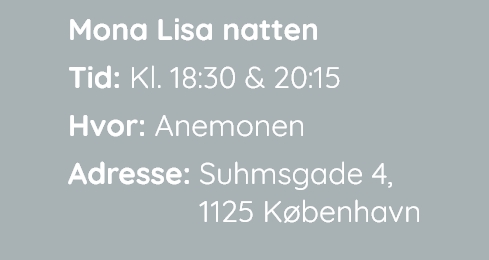 Mona Lisa natten
Tid: Kl. 18:30 & 20:15
Hvor: Anemonen
Adresse: Suhmsgade 4,
1125 København